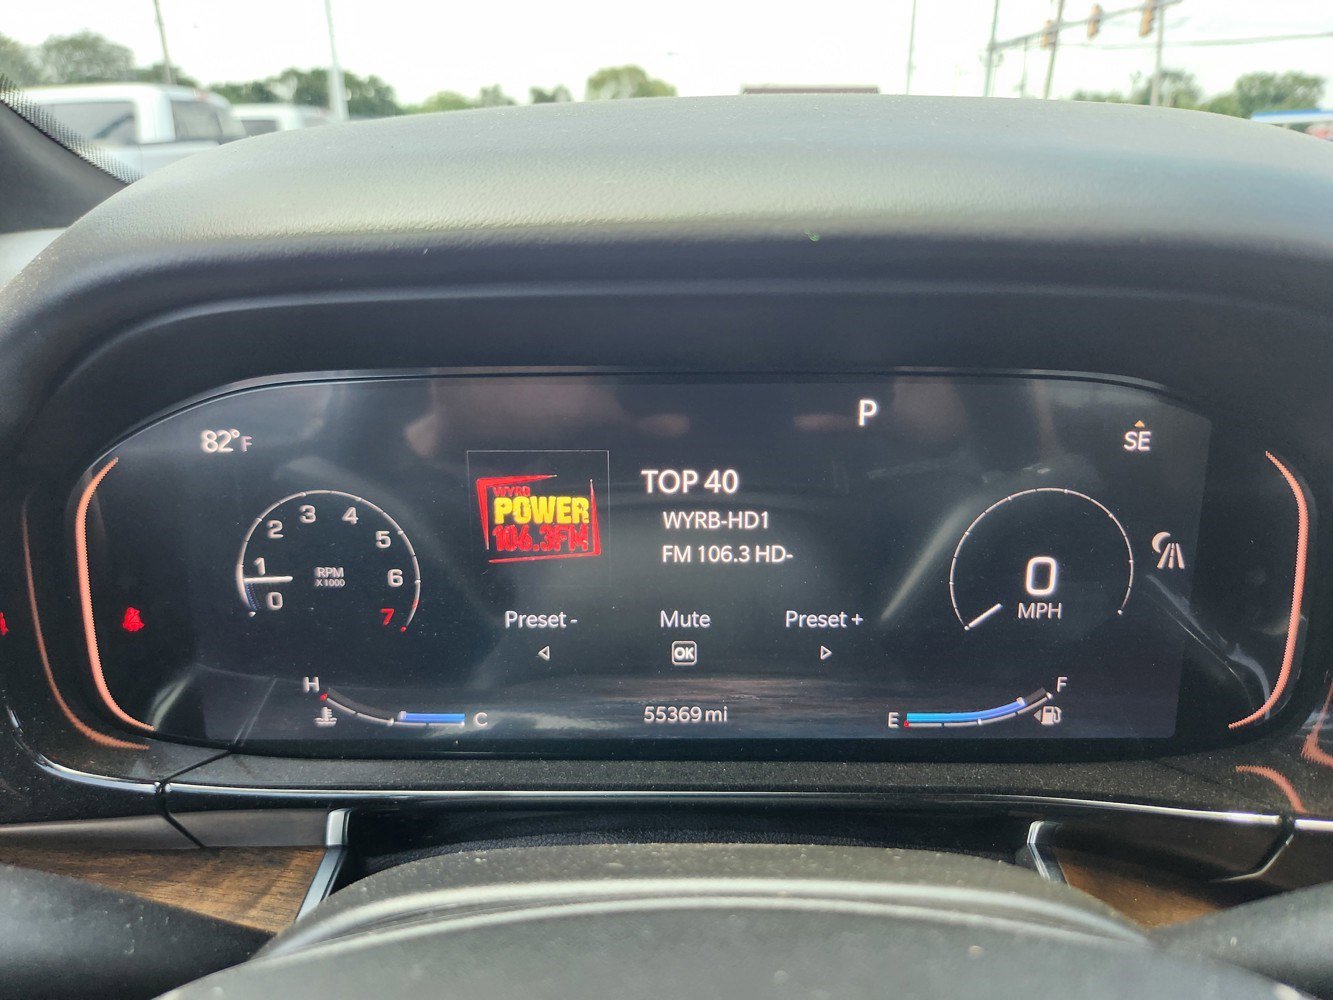 P
82°F
SE
WYRB
POWER
106.3FM
TOP 40
WYRB-HD1
FM 106.3 HD-
0
1
2
3
4
5
6
7
RPM
X1000
0
MPH
Preset -
Mute
Preset +
OK
H
C
55369 mi
E
F